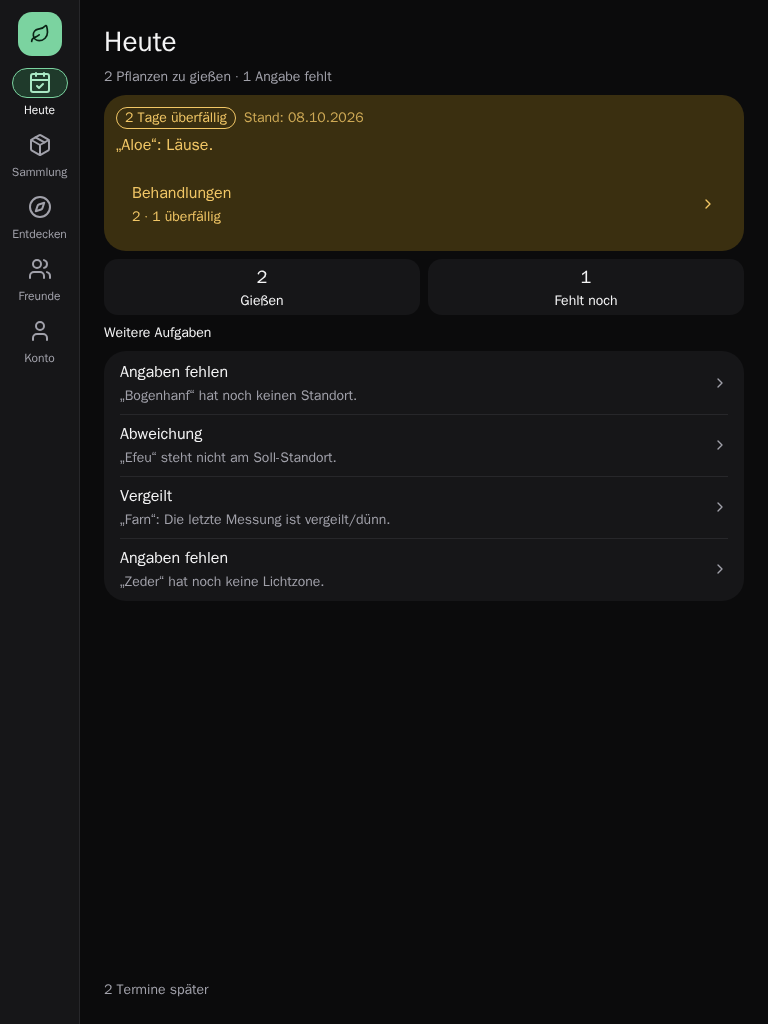 Heute
Sammlung
Entdecken
Freunde
Konto
Heute
2 Pflanzen zu gießen · 1 Angabe fehlt
2 Tage überfällig Stand: 08.10.2026
„Aloe“: Läuse.
Behandlungen
2 · 1 überfällig
2
Gießen
1
Fehlt noch
Weitere Aufgaben
Angaben fehlen
„Bogenhanf“ hat noch keinen Standort.
Abweichung
„Efeu“ steht nicht am Soll-Standort.
Vergeilt
„Farn“: Die letzte Messung ist vergeilt/dünn.
Angaben fehlen
„Zeder“ hat noch keine Lichtzone.
2 Termine später